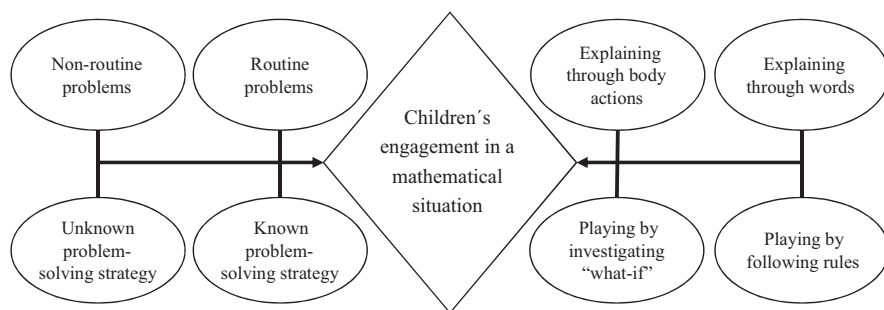 Non-routine
problems
Routine
problems
Explaining
through body
actions
Explaining
through words
Children´s
engagement in a
mathematical
situation
Unknown
problem-
solving strategy
Known
problem-
solving strategy
Playing by
investigating
“what-if”
Playing by
following rules